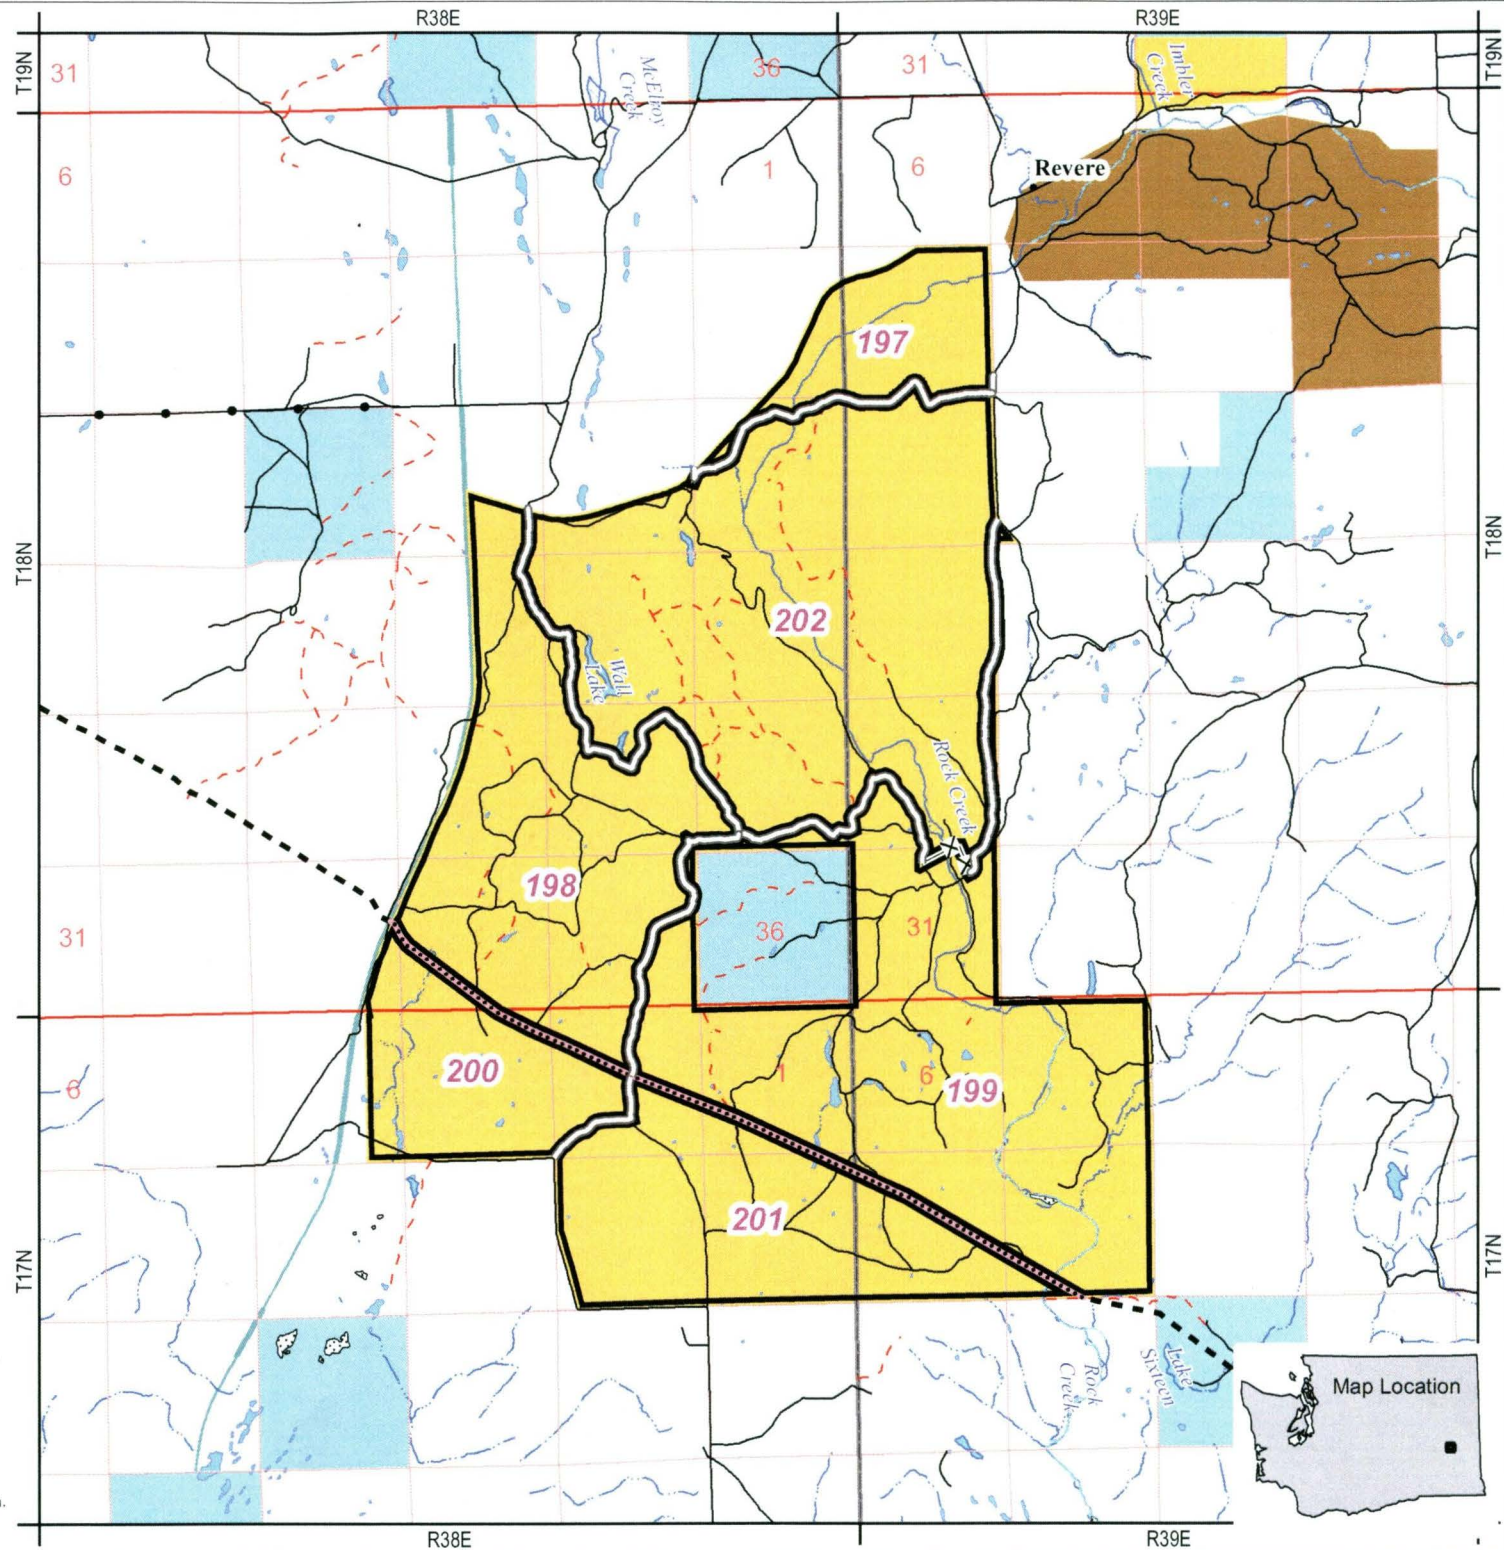 R38E
R39E
T19N
31
36
31
T19N
McElroy
Creek
Imbler
Creek
6
1
6
Revere
197
T18N
T18N
202
Wall
Lake
Rock Creek
198
31
36
31
200
6
1
6
199
201
T17N
T17N
Rock
Creek
Lake
Sixteen
Map Location
R38E
R39E